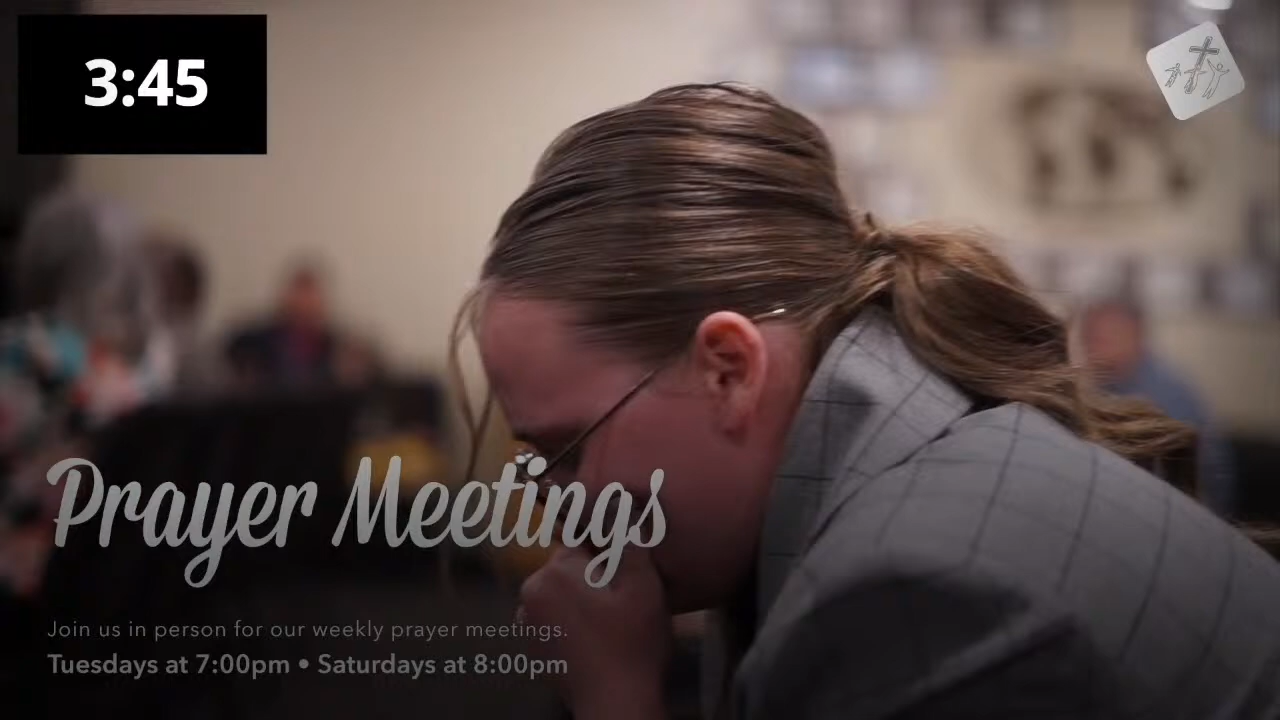 3:45
Prayer Meetings
Join us in person for our weekly prayer meetings.
Tuesdays at 7:00pm • Saturdays at 8:00pm